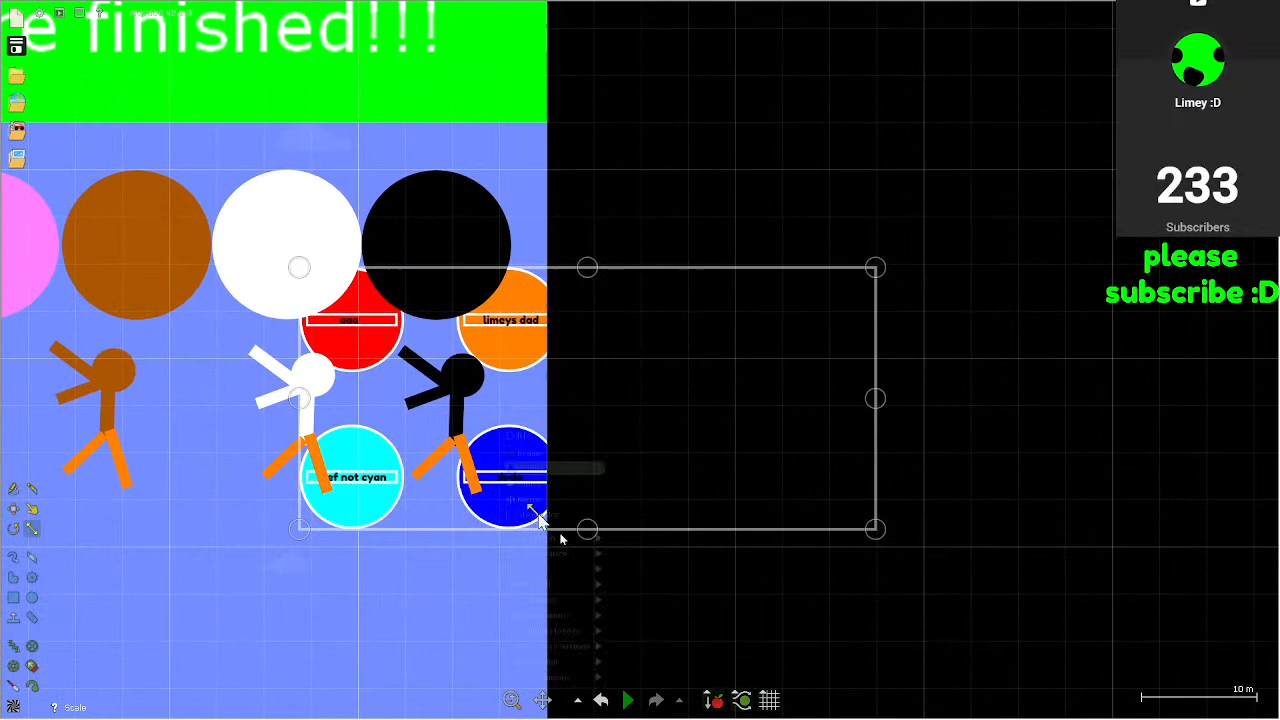 e finished!!!
Limey :D
233
Subscribers
please
subscribe :D
aaa
limeys dad
ef not cyan
10 m
? Scale